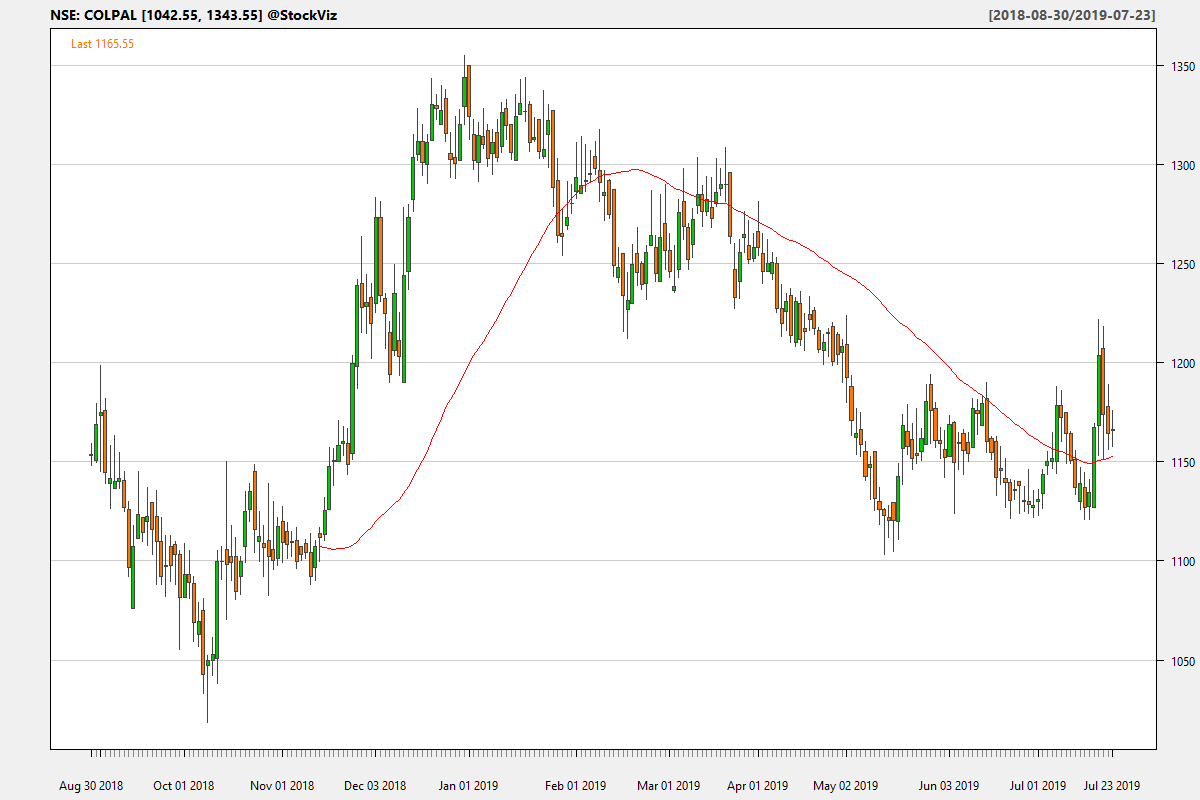 NSE: COLPAL [1042.55, 1343.55] @StockViz
[2018-08-30/2019-07-23]
Last 1165.55
1350
1300
1250
1200
1150
1100
1050
Aug 30 2018
Oct 01 2018
Nov 01 2018
Dec 03 2018
Jan 01 2019
Feb 01 2019
Mar 01 2019
Apr 01 2019
May 02 2019
Jun 03 2019
Jul 01 2019
Jul 23 2019